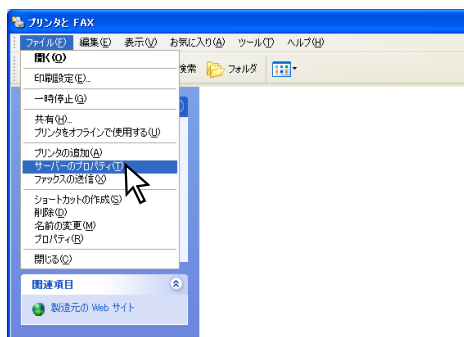 プリンタと FAX
ファイル(F) 編集(E) 表示(V) お気に入り(A) ツール(T) ヘルプ(H)
開く(O)
検索 フォルダ
印刷設定(E)...
一時停止(G)
共有(H)...
プリンタをオフラインで使用する(U)
プリンタの追加(A)
サーバーのプロパティ(T)
ファックスの送信(X)
ショートカットの作成(S)
削除(D)
名前の変更(M)
プロパティ(R)
閉じる(C)
関連項目
製造元の Web サイト